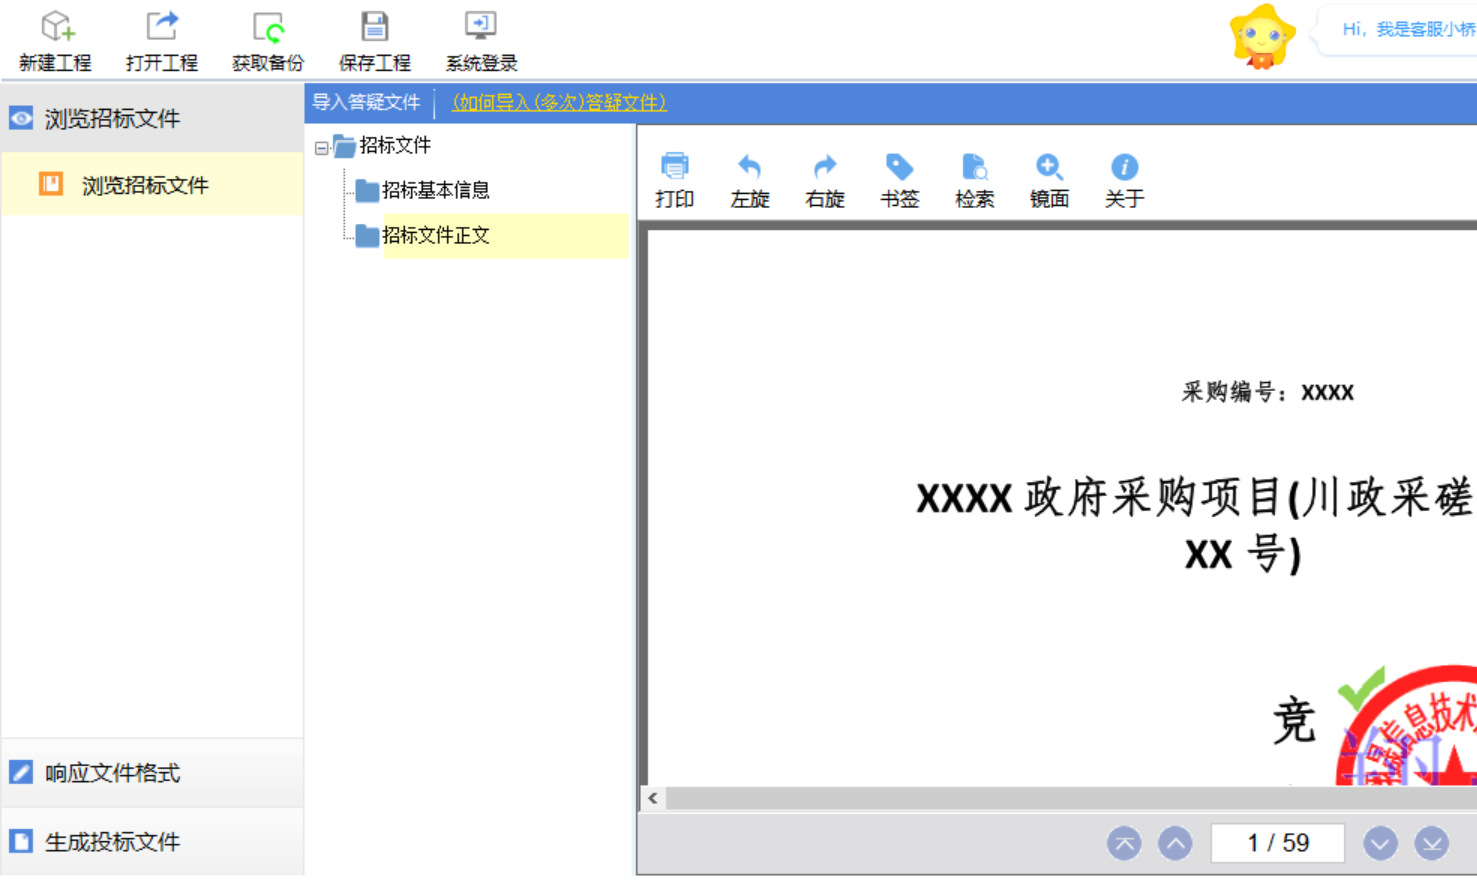 新建工程 打开工程 获取备份 保存工程 系统登录
Hi，我是客服小桥
浏览招标文件
浏览招标文件
响应文件格式
生成投标文件
导入答疑文件 (如何导入(多次)答疑文件)
招标文件
招标基本信息
招标文件正文
打印 左旋 右旋 书签 检索 镜面 关于
采购编号：XXXX
XXXX 政府采购项目(川政采磋
XX 号)
竞
信息技术
1 / 59